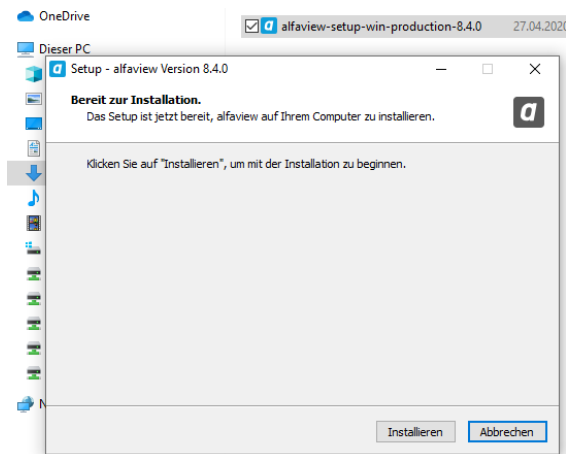 OneDrive
alfaview-setup-win-production-8.4.0 27.04.2020
Dieser PC
Setup - alfaview Version 8.4.0
Bereit zur Installation.
Das Setup ist jetzt bereit, alfaview auf Ihrem Computer zu installieren.
a
Klicken Sie auf "Installieren", um mit der Installation zu beginnen.
N
Installieren Abbrechen